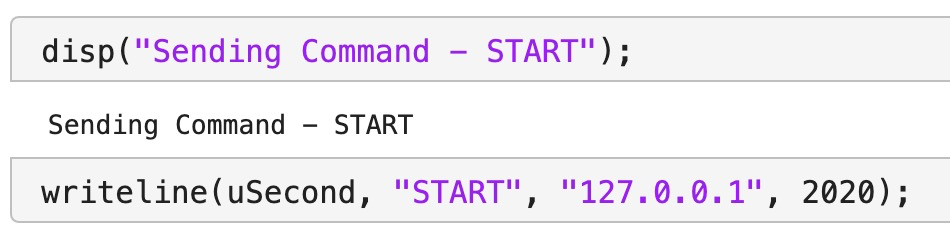 disp("Sending Command – START");
Sending Command – START
writeline(uSecond, "START", "127.0.0.1", 2020);